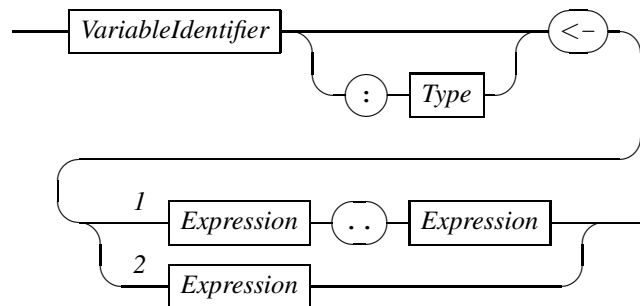 VariableIdentifier <-
: Type
1 Expression .. Expression
2 Expression